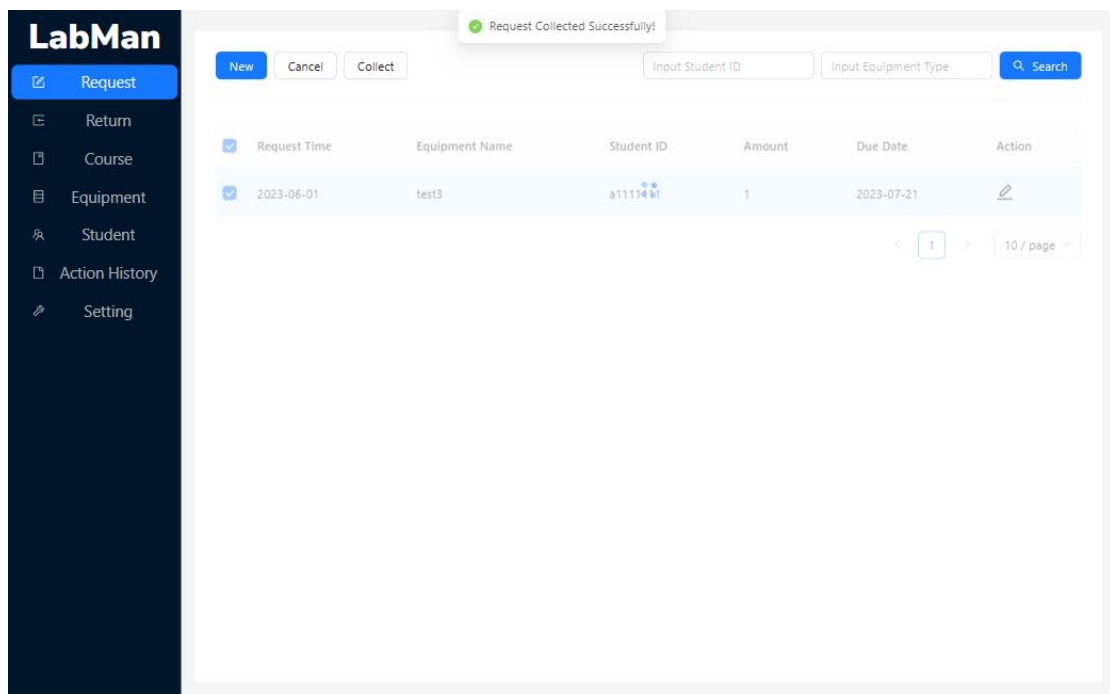 LabMan
Request
Return
Course
Equipment
Student
Action History
Setting
Request Collected Successfully!
New Cancel Collect Input Student ID Input Equipment Type Search
Request Time Equipment Name Student ID Amount Due Date Action
2023-06-01 test3 1 2023-07-21
1 10 / page